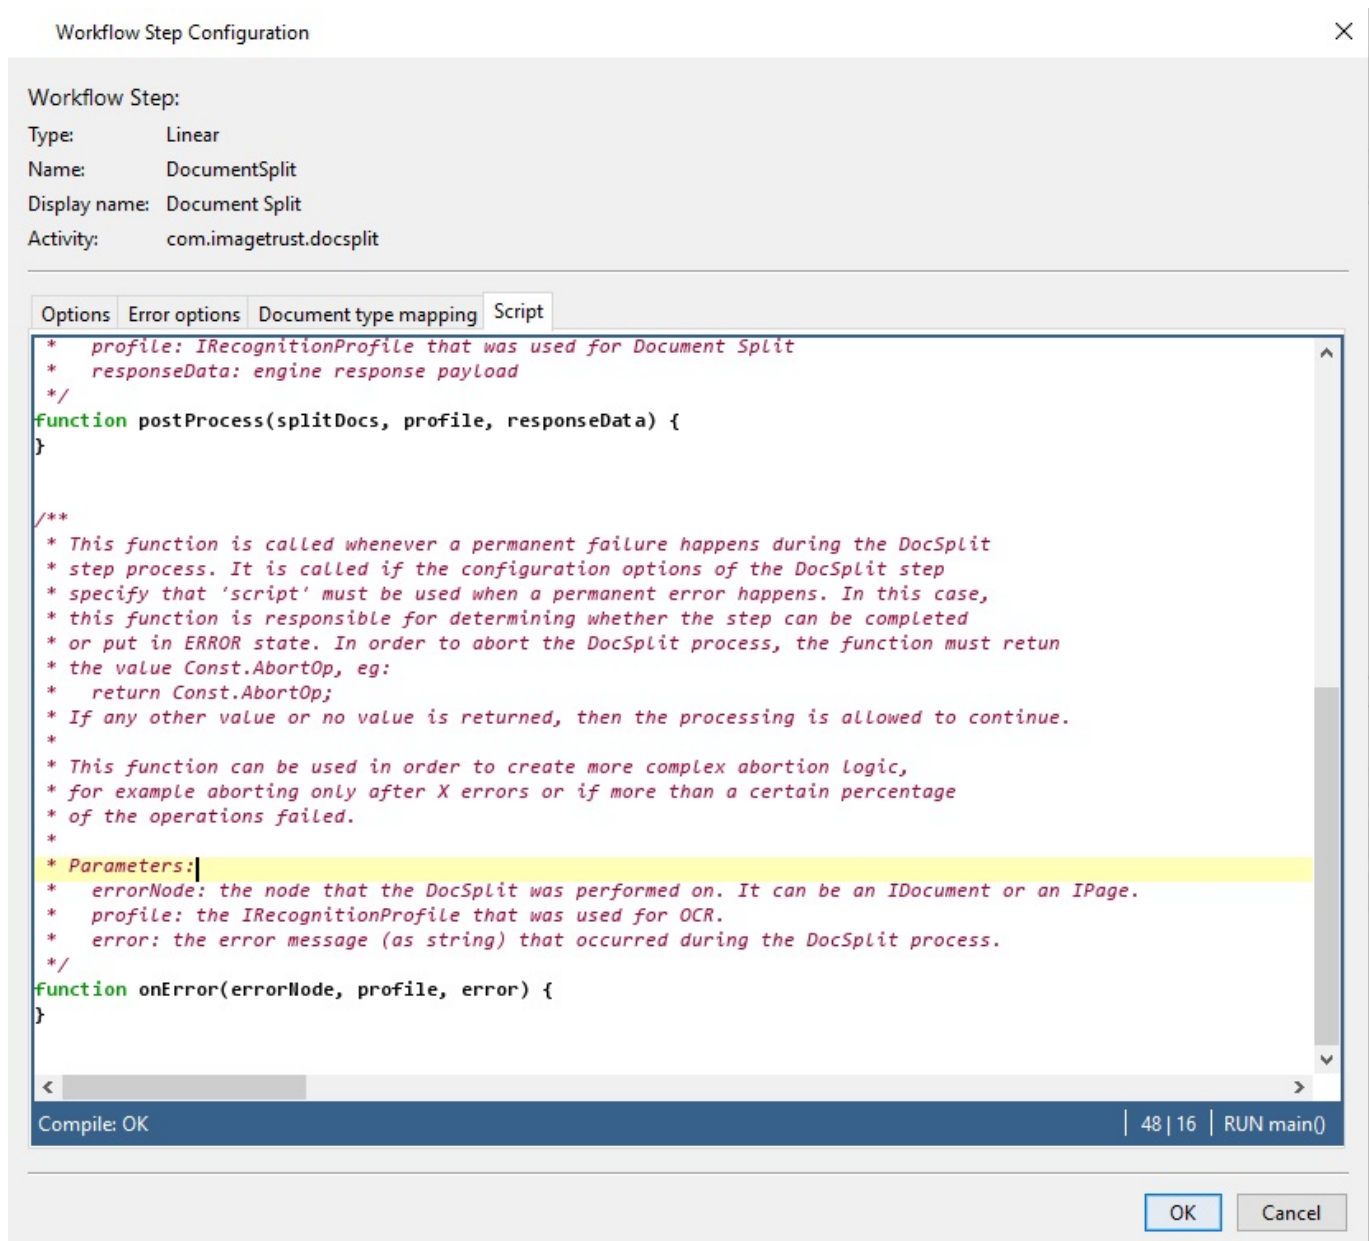 Workflow Step Configuration
Workflow Step:
Type: Linear
Name: DocumentSplit
Display name: Document Split
Activity: com.imagetrust.docsplit
Options Error options Document type mapping Script
*   profile: IRecognitionProfile that was used for Document Split
*   responseData: engine response payload
*/
function postProcess(splitDocs, profile, responseData) {
}
/**
* This function is called whenever a permanent failure happens during the DocSplit
* step process. It is called if the configuration options of the DocSplit step
* specify that 'script' must be used when a permanent error happens. In this case,
* this function is responsible for determining whether the step can be completed
* or put in ERROR state. In order to abort the DocSplit process, the function must retun
* the value Const.AbortOp, eg:
*   return Const.AbortOp;
* If any other value or no value is returned, then the processing is allowed to continue.
*
* This function can be used in order to create more complex abortion logic,
* for example aborting only after X errors or if more than a certain percentage
* of the operations failed.
*
* Parameters:
*   errorNode: the node that the DocSplit was performed on. It can be an IDocument or an IPage.
*   profile: the IRecognitionProfile that was used for OCR.
*   error: the error message (as string) that occurred during the DocSplit process.
*/
function onError(errorNode, profile, error) {
}
Compile: OK 48 | 16 RUN main()
OK Cancel